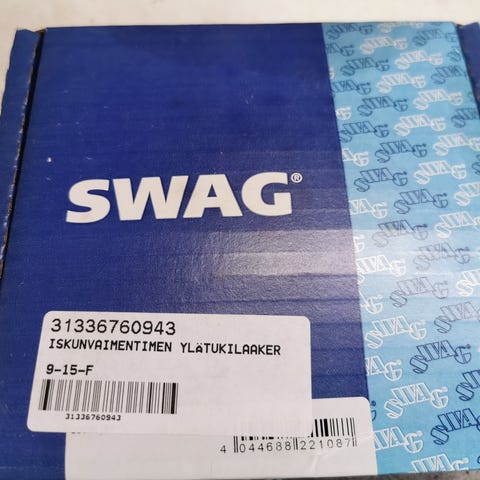 SWAG®
31336760943
ISKUNVAIMENTIMEN YLÄTUKILAAKER
9-15-F
31336760943
4 044688 221087